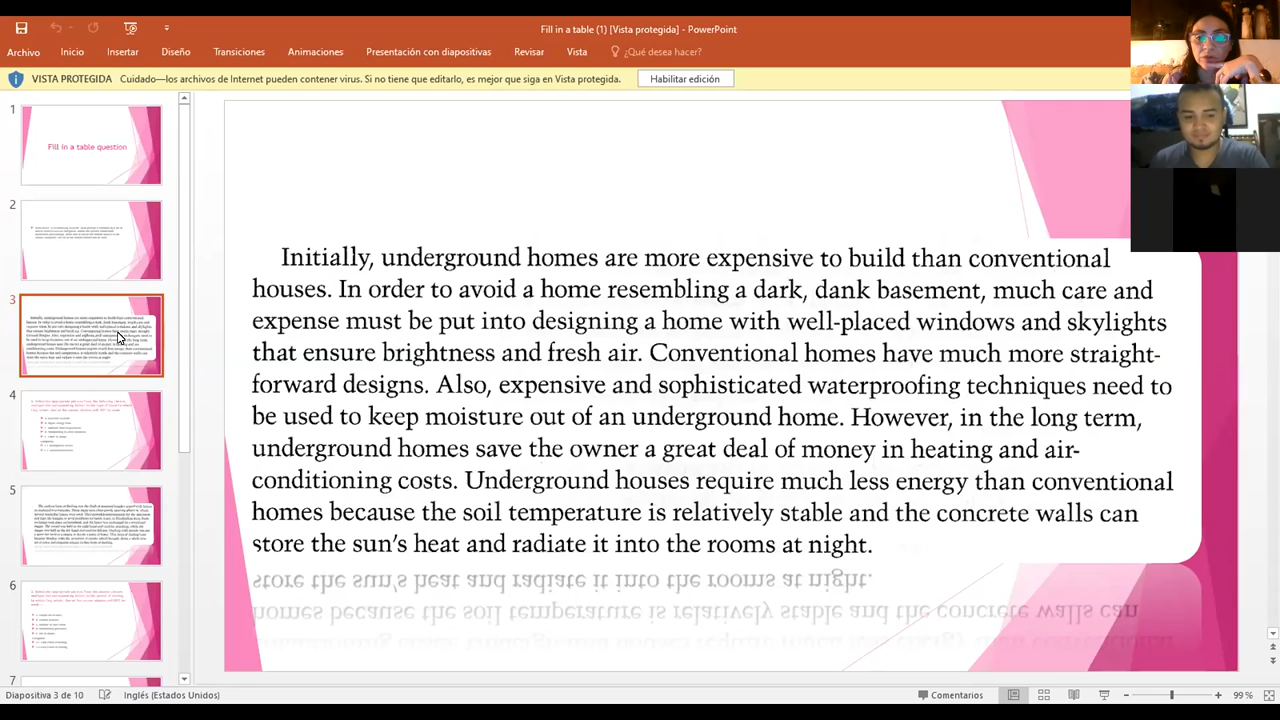 Fill in a table (1) [Vista protegida] - PowerPoint
Archivo Inicio Insertar Diseño Transiciones Animaciones Presentación con diapositivas Revisar Vista ¿Qué desea hacer?
VISTA PROTEGIDA Cuidado—los archivos de Internet pueden contener virus. Si no tiene que editarlo, es mejor que siga en Vista protegida. Habilitar edición
1
Fill in a table question
2
3
4
5
6
7
Initially, underground homes are more expensive to build than conventional
houses. In order to avoid a home resembling a dark, dank basement, much care and
expense must be put into designing a home with well-placed windows and skylights
that ensure brightness and fresh air. Conventional homes have much more straight-
forward designs. Also, expensive and sophisticated waterproofing techniques need to
be used to keep moisture out of an underground home. However, in the long term,
underground homes save the owner a great deal of money in heating and air-
conditioning costs. Underground houses require much less energy than conventional
homes because the soil temperature is relatively stable and the concrete walls can
store the sun's heat and radiate it into the rooms at night.
Diapositiva 3 de 10 Inglés (Estados Unidos) Comentarios 99 %